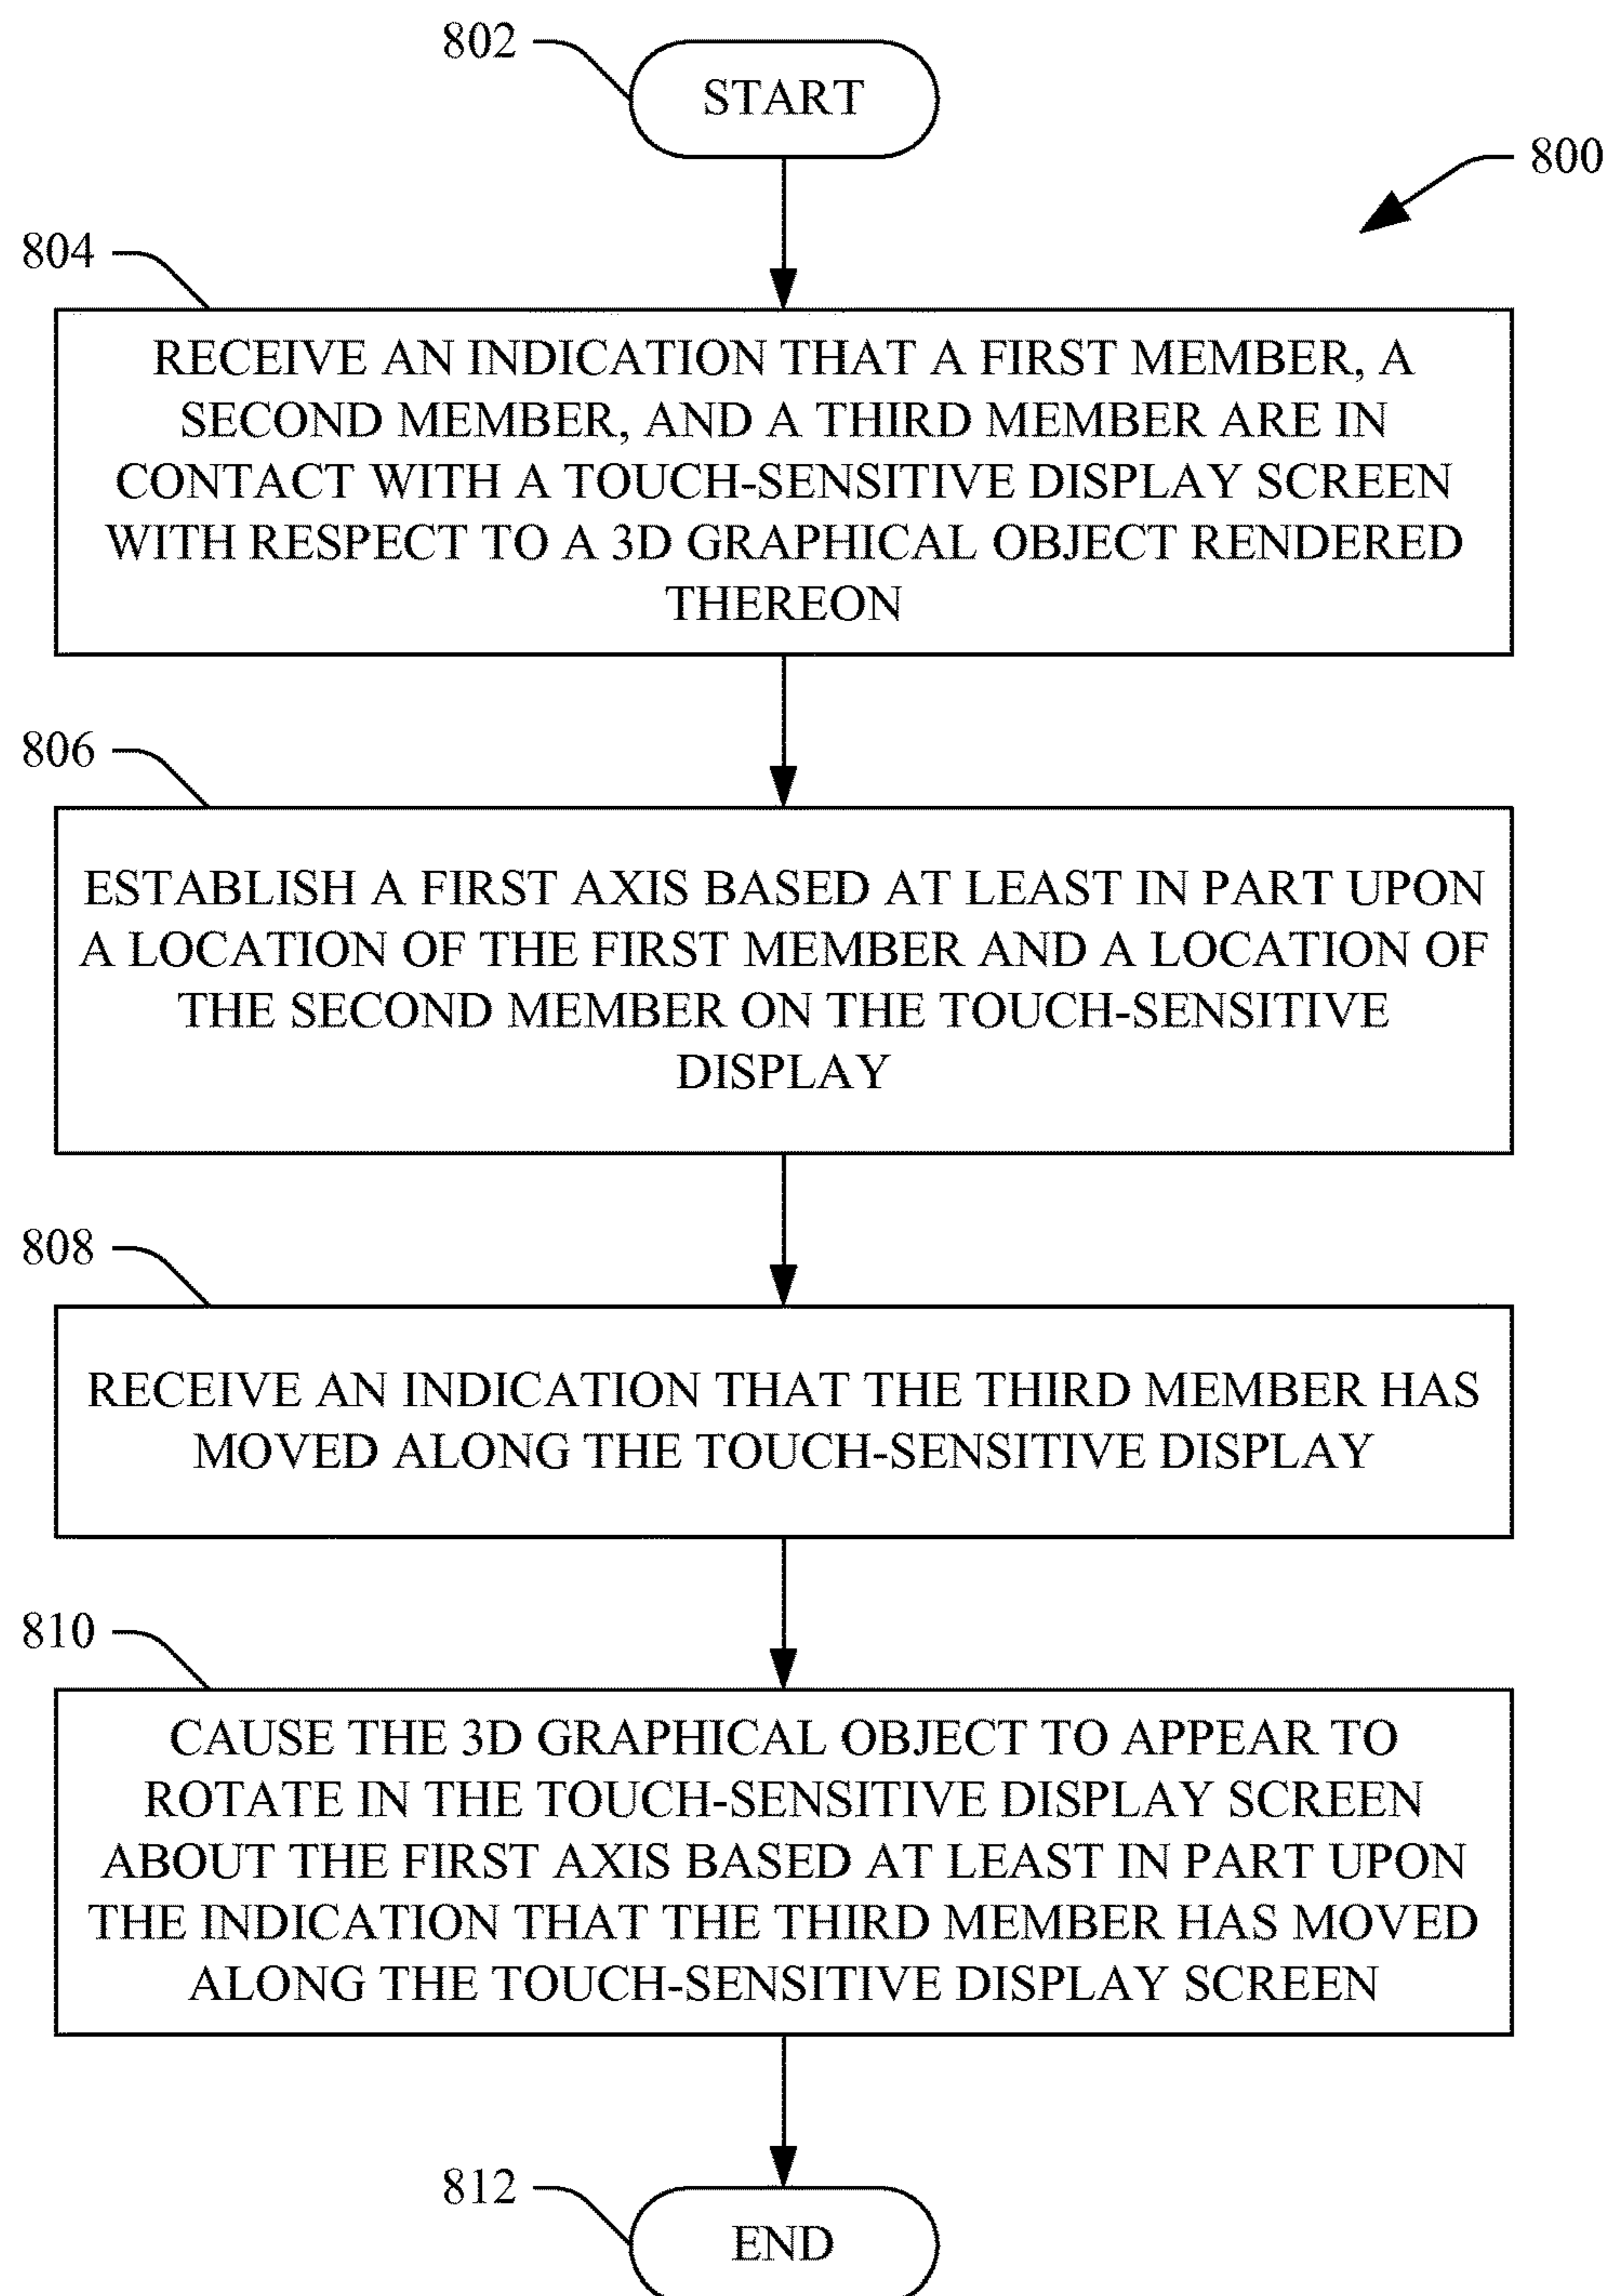 802
START
800
804
RECEIVE AN INDICATION THAT A FIRST MEMBER, A
SECOND MEMBER, AND A THIRD MEMBER ARE IN
CONTACT WITH A TOUCH-SENSITIVE DISPLAY SCREEN
WITH RESPECT TO A 3D GRAPHICAL OBJECT RENDERED
THEREON
806
ESTABLISH A FIRST AXIS BASED AT LEAST IN PART UPON
A LOCATION OF THE FIRST MEMBER AND A LOCATION OF
THE SECOND MEMBER ON THE TOUCH-SENSITIVE
DISPLAY
808
RECEIVE AN INDICATION THAT THE THIRD MEMBER HAS
MOVED ALONG THE TOUCH-SENSITIVE DISPLAY
810
CAUSE THE 3D GRAPHICAL OBJECT TO APPEAR TO
ROTATE IN THE TOUCH-SENSITIVE DISPLAY SCREEN
ABOUT THE FIRST AXIS BASED AT LEAST IN PART UPON
THE INDICATION THAT THE THIRD MEMBER HAS MOVED
ALONG THE TOUCH-SENSITIVE DISPLAY SCREEN
812
END